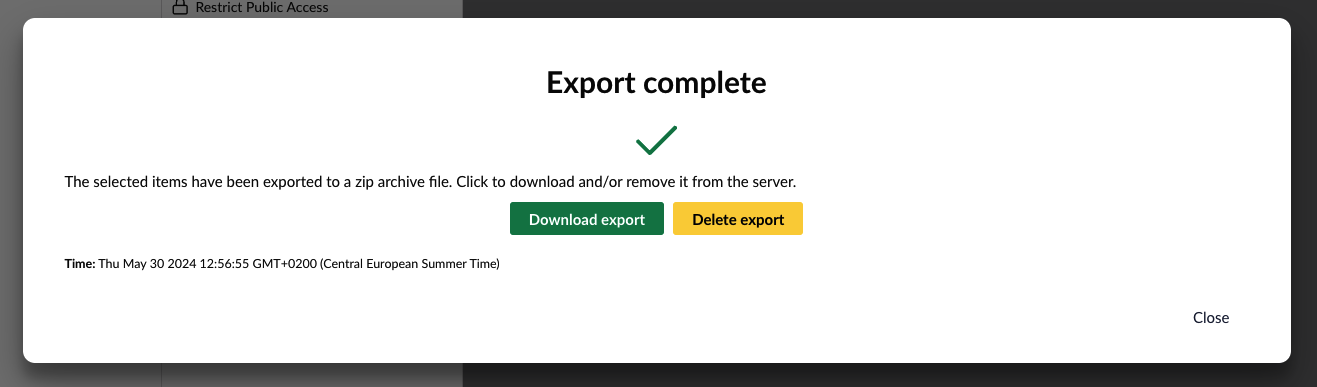 Restrict Public Access
Export complete
The selected items have been exported to a zip archive file. Click to download and/or remove it from the server.
Download export
Delete export
Time: Thu May 30 2024 12:56:55 GMT+0200 (Central European Summer Time)
Close